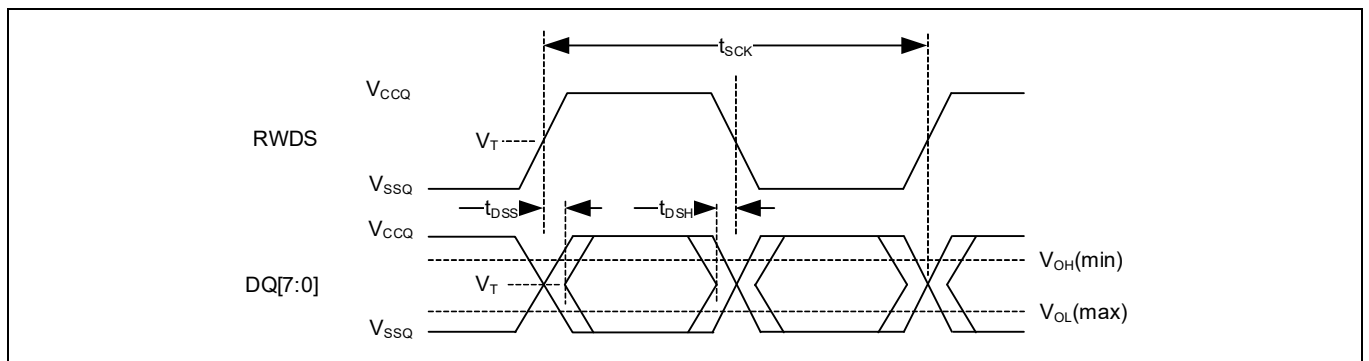 tSCK
VCCQ
RWDS
VT
VSSQ
tDSS
tDSH
VCCQ
VOH(min)
DQ[7:0]
VT
VOL(max)
VSSQ